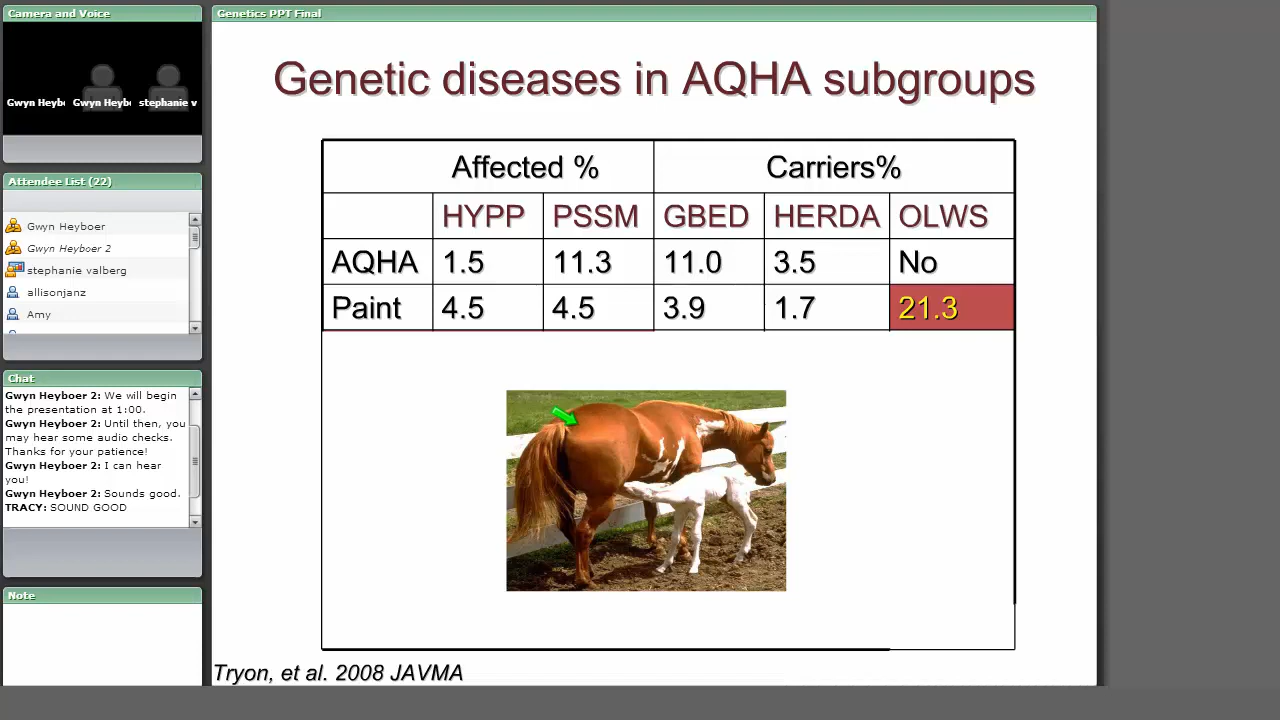 Camera and Voice
Gwyn Heyb
Gwyn Heyb
stephanie v
Attendee List (22)
Gwyn Heyboer
Gwyn Heyboer 2
stephanie valberg
allisonjanz
Amy
Chat
Gwyn Heyboer 2: We will begin
the presentation at 1:00.
Gwyn Heyboer 2: Until then, you
may hear some audio checks.
Thanks for your patience!
Gwyn Heyboer 2: I can hear
you!
Gwyn Heyboer 2: Sounds good.
TRACY: SOUND GOOD
Note
Genetics PPT Final
Genetic diseases in AQHA subgroups
Affected % Carriers%
HYPP PSSM GBED HERDA OLWS
AQHA 1.5 11.3 11.0 3.5 No
Paint 4.5 4.5 3.9 1.7 21.3
Tryon, et al. 2008 JAVMA